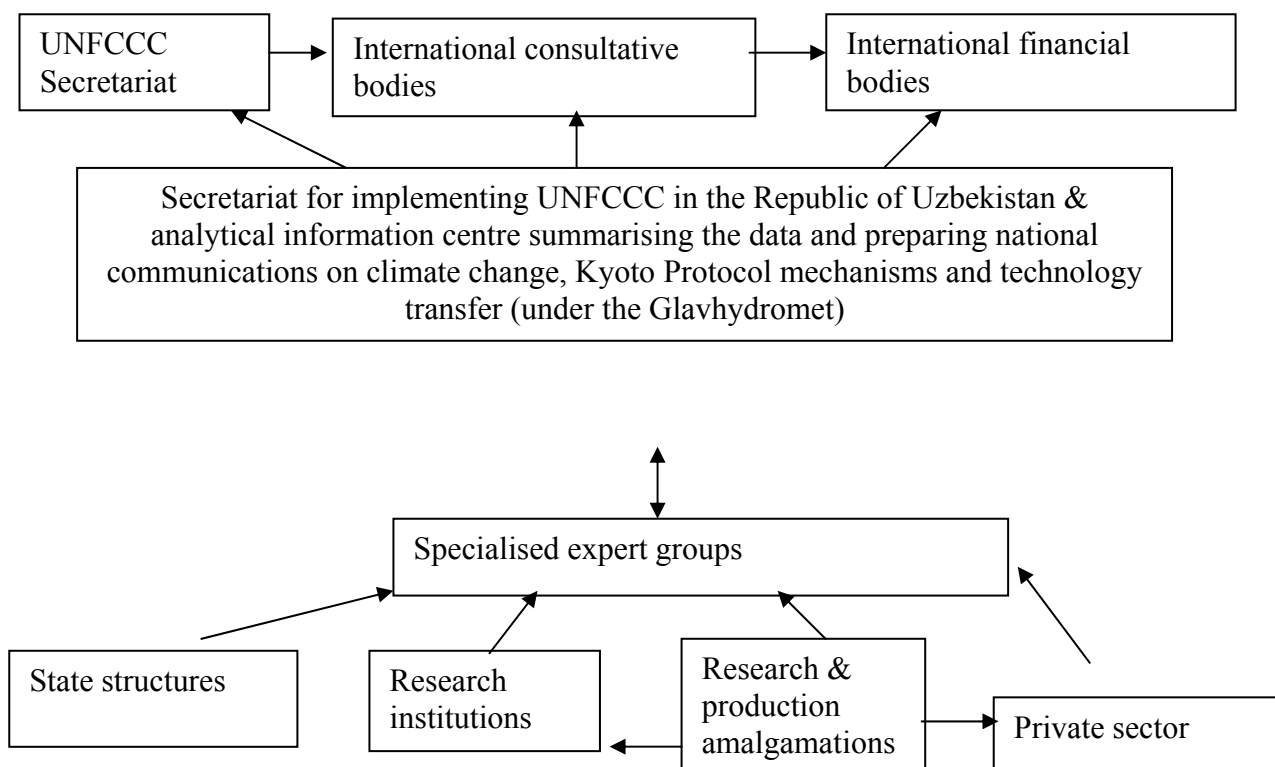 UNFCCC
Secretariat
International consultative
bodies
International financial
bodies
Secretariat for implementing UNFCCC in the Republic of Uzbekistan &
analytical information centre summarising the data and preparing national
communications on climate change, Kyoto Protocol mechanisms and technology
transfer (under the Glavhydromet)
Specialised expert groups
State structures
Research
institutions
Research &
production
amalgamations
Private sector